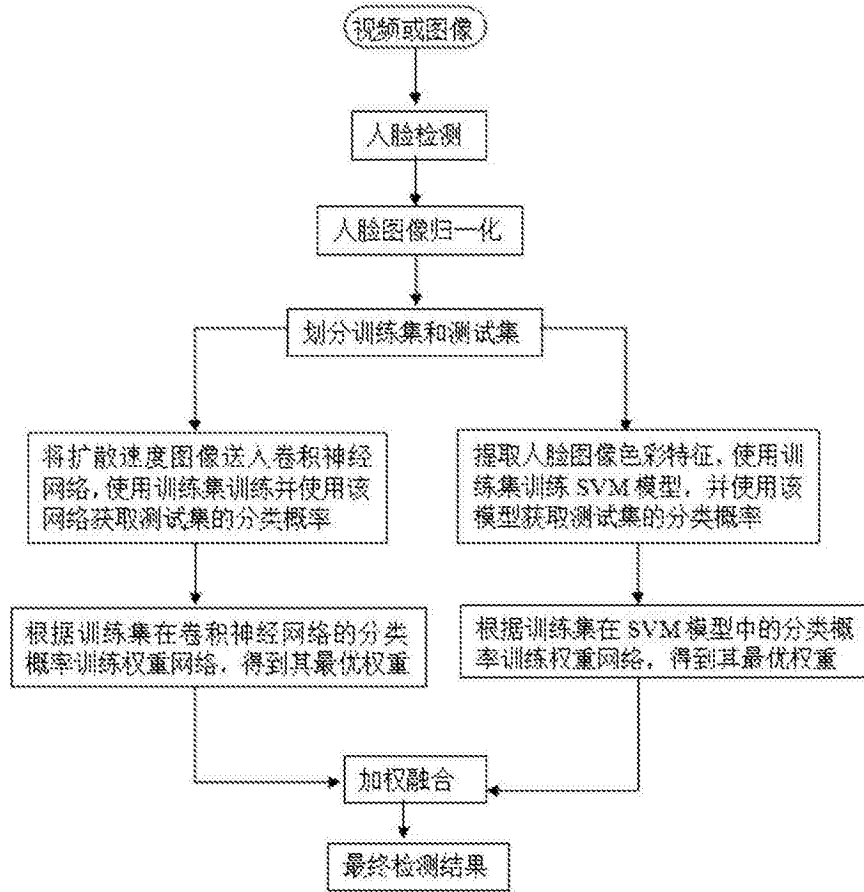 视频或图像
人脸检测
人脸图像归一化
划分训练集和测试集
将扩散速度图像送入卷积神经
网络,使用训练集训练并使用该
网络获取测试集的分类概率
提取人脸图像色彩特征,使用训
练集训练 SVM 模型,并使用该
模型获取测试集的分类概率
根据训练集在卷积神经网络的分类
概率训练权重网络,得到其最优权重
根据训练集在 SVM 模型中的分类概
率训练权重网络,得到其最优权重
加权融合
最终检测结果